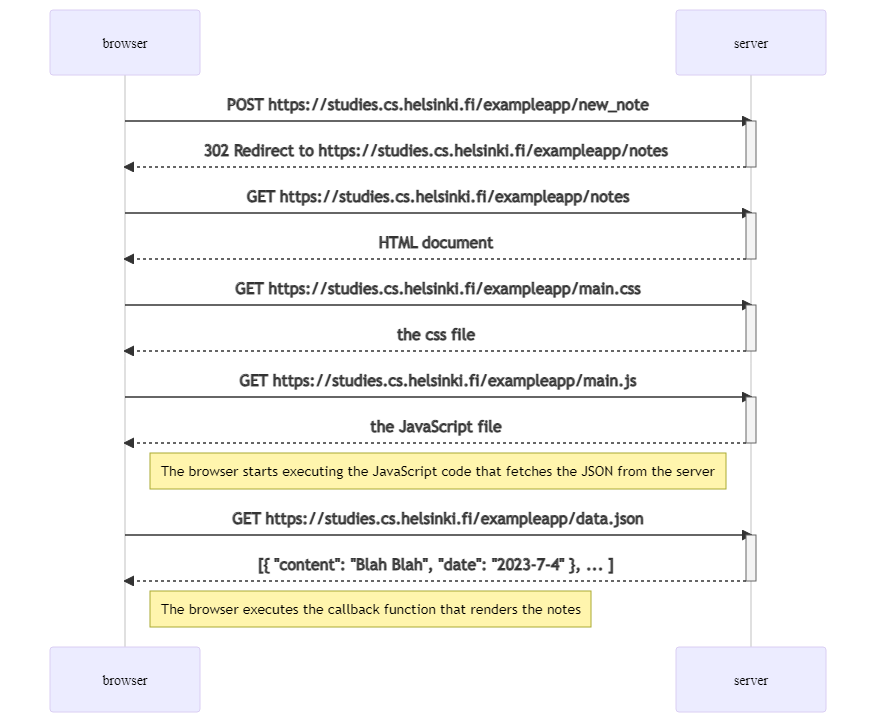 browser
server
POST https://studies.cs.helsinki.fi/exampleapp/new_note
302 Redirect to https://studies.cs.helsinki.fi/exampleapp/notes
GET https://studies.cs.helsinki.fi/exampleapp/notes
HTML document
GET https://studies.cs.helsinki.fi/exampleapp/main.css
the css file
GET https://studies.cs.helsinki.fi/exampleapp/main.js
the JavaScript file
The browser starts executing the JavaScript code that fetches the JSON from the server
GET https://studies.cs.helsinki.fi/exampleapp/data.json
[{ "content": "Blah Blah", "date": "2023-7-4" }, ... ]
The browser executes the callback function that renders the notes
browser
server